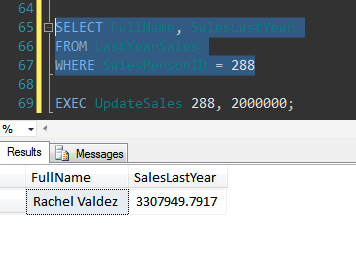 64
65 SELECT FullName, SalesLastYear
66 FROM LastYearSales
67 WHERE SalesPersonID = 288
68
69 EXEC UpdateSales 288, 2000000;
%
Results Messages
FullName SalesLastYear
Rachel Valdez 3307949.7917